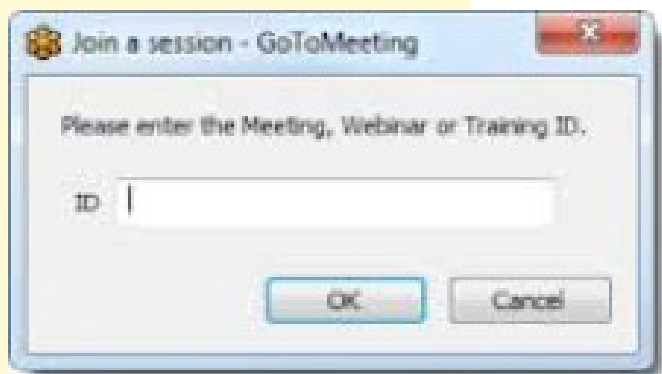 Join a session - GoToMeeting
Please enter the Meeting, Webinar or Training ID.
ID
OK
Cancel